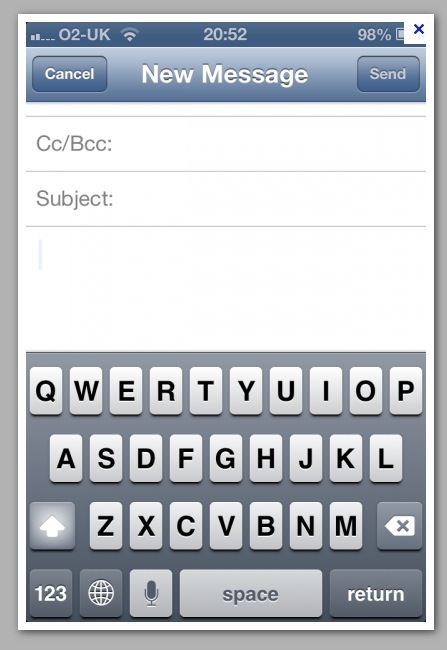 O2-UK 20:52 98%
Cancel New Message Send
Cc/Bcc:
Subject:
Q W E R T Y U I O P
A S D F G H J K L
Z X C V B N M
123 space return